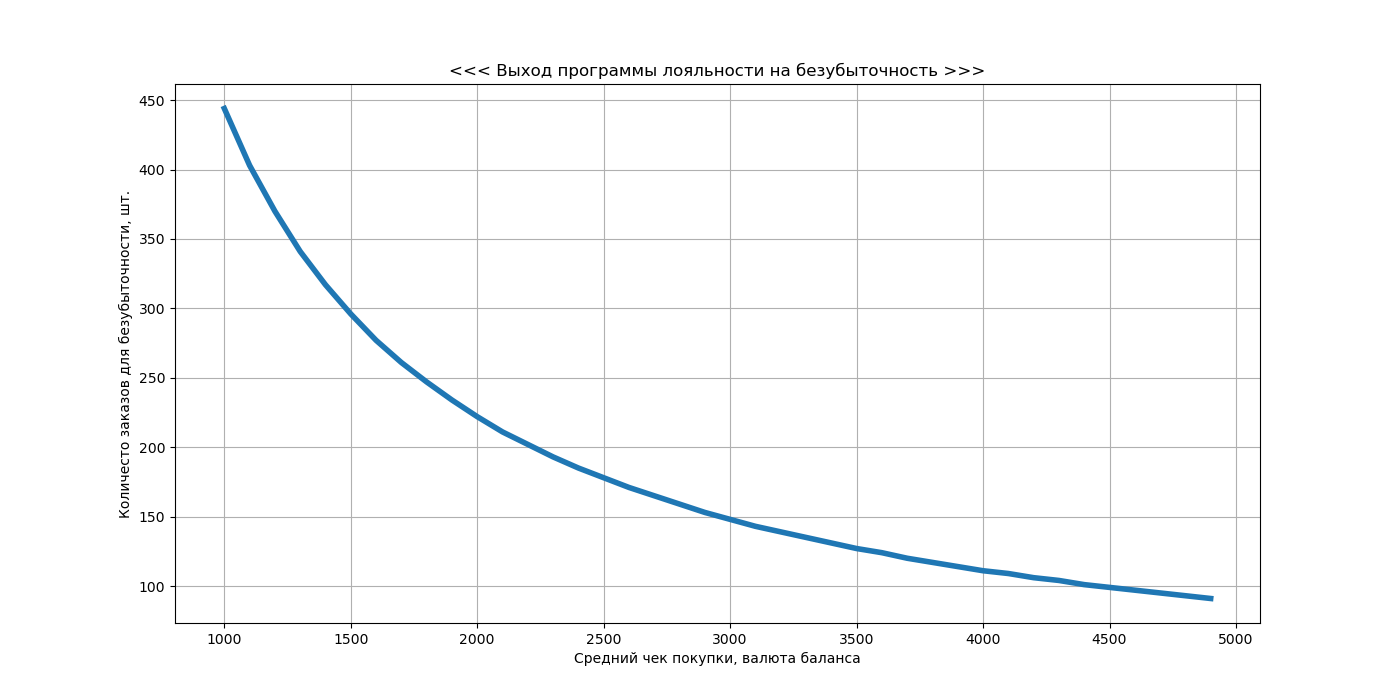 <<< Выход программы лояльности на безубыточность >>>
450
400
350
300
250
200
150
100
Количесто заказов для безубыточности, шт.
1000 1500 2000 2500 3000 3500 4000 4500 5000
Средний чек покупки, валюта баланса